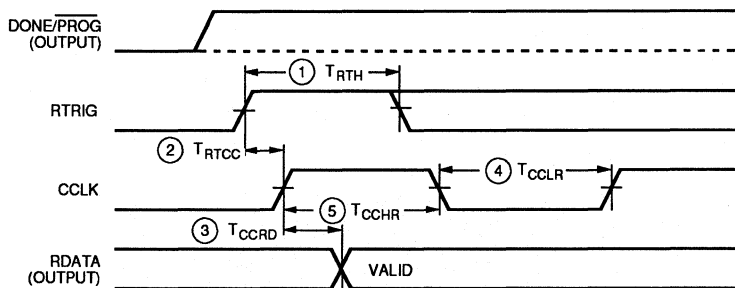 DONE/PROG
(OUTPUT)
1 TRTH
RTRIG
2 TRTCC
4 TCCLR
CCLK
5 TCCHR
3 TCCRD
RDATA
(OUTPUT)
VALID